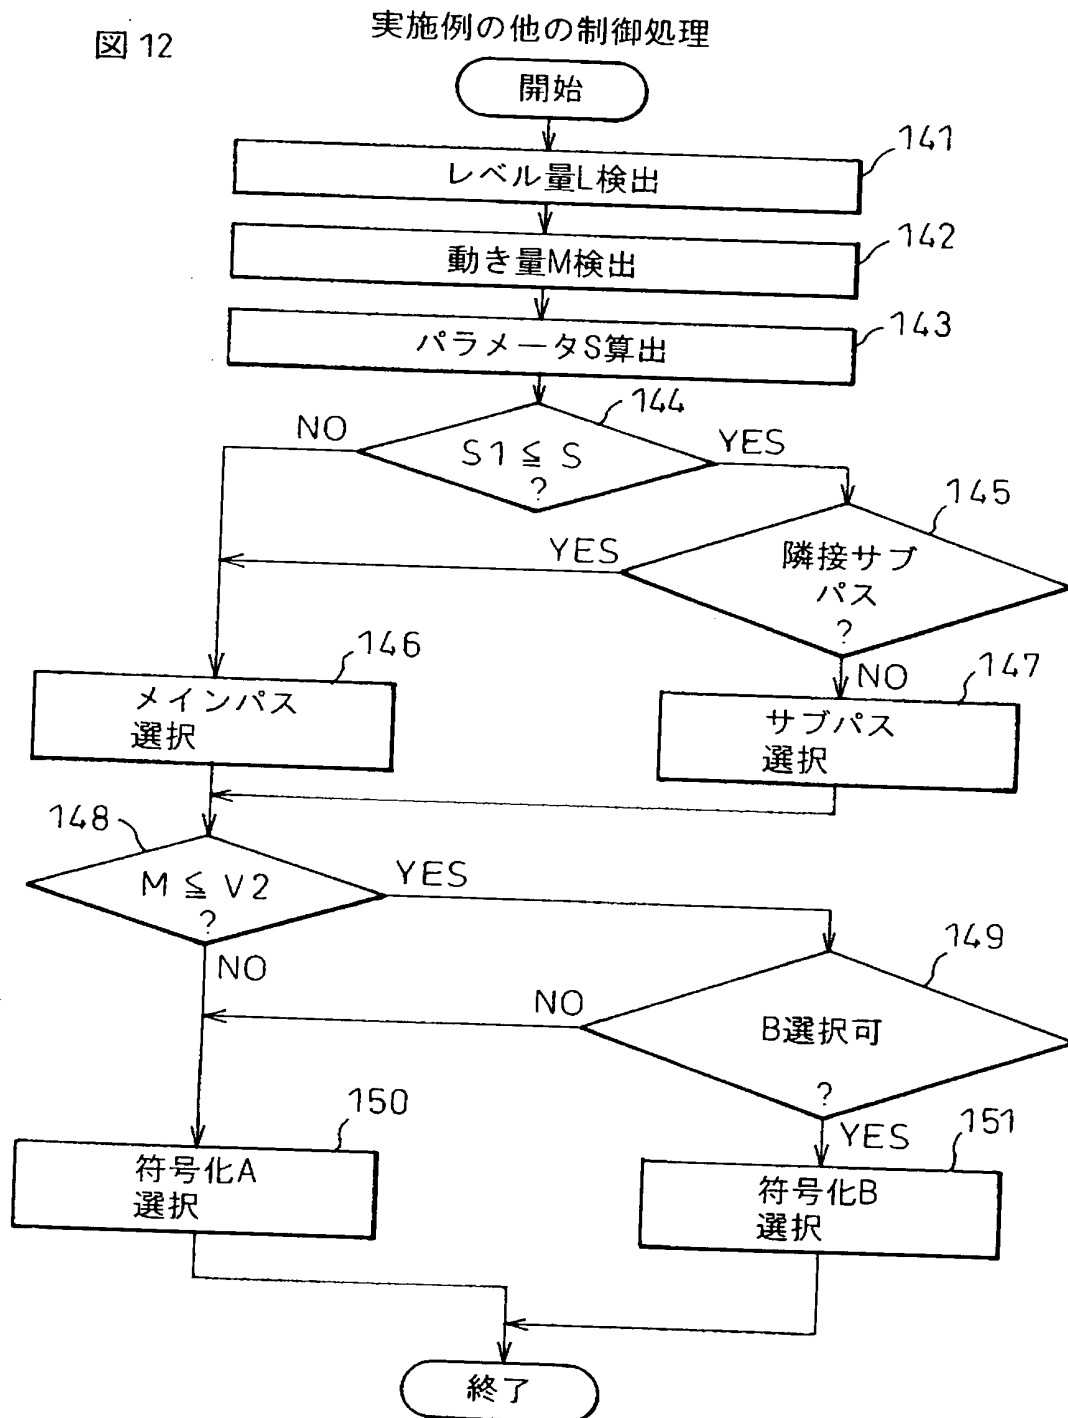 図 12
実施例の他の制御処理
開始
141
レベル量L検出
142
動き量M検出
143
パラメータS算出
144
NO
S1 ≦ S
?
YES
145
YES
隣接サブ
パス
?
146
メインパス
選択
NO
147
サブパス
選択
148
M ≦ V2
?
YES
NO
149
NO
B選択可
?
150
符号化A
選択
YES
151
符号化B
選択
終了